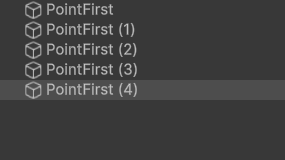 PointFirst
PointFirst (1)
PointFirst (2)
PointFirst (3)
PointFirst (4)